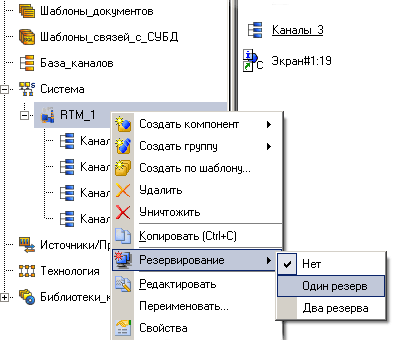 Шаблоны_документов
Шаблоны_связей_с_СУБД
База_каналов
Система
RTM_1
Канал
Канал
Канал
Канал
Источники/Пр
Технология
Библиотеки_к
Каналы_3
Экран#1:19
Создать компонент
Создать группу
Создать по шаблону...
Удалить
Уничтожить
Копировать (Ctrl+C)
Резервирование
Редактировать
Переименовать...
Свойства
Нет
Один резерв
Два резерва